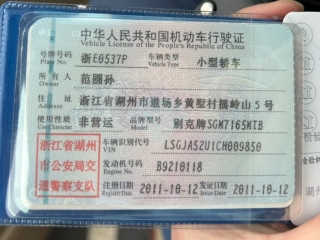 中华人民共和国机动车行驶证
Vehicle License of the People's Republic of China
号牌号码 浙E0537P 车辆类型 小型轿车
Plate No. Vehicle Type
所有人 范圈孙
Owner
住址 浙江省湖州市道场乡黄墅村摇岭山5号
Address
使用性质 非营运 品牌型号 别克牌SGM7165MTB
Use Character Model
浙江省湖州
市公安局交
通警察支队
车辆识别代号 LSGJA52U1CH009850
VIN
发动机号码 B9210118
Engine No.
注册日期 2011-10-12 发证日期 2011-10-12
Register Date Issue Date